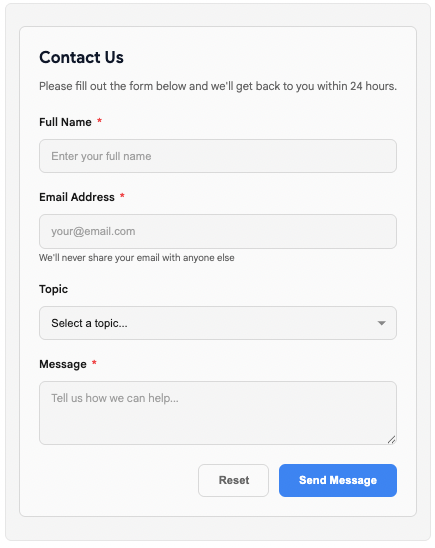 Contact Us
Please fill out the form below and we'll get back to you within 24 hours.
Full Name *
Enter your full name
Email Address *
your@email.com
We'll never share your email with anyone else
Topic
Select a topic...
Message *
Tell us how we can help...
Reset Send Message